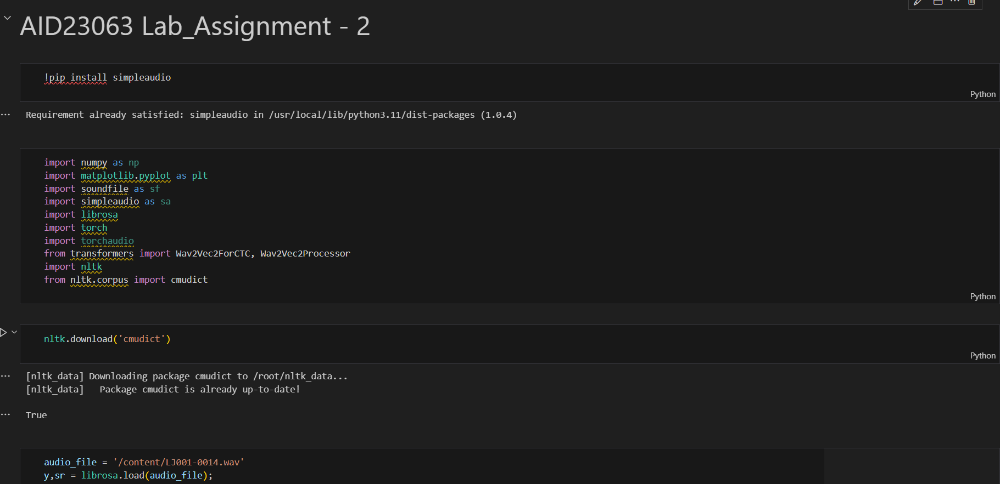 AID23063 Lab_Assignment - 2
!pip install simpleaudio
Python
Requirement already satisfied: simpleaudio in /usr/local/lib/python3.11/dist-packages (1.0.4)
import numpy as np
import matplotlib.pyplot as plt
import soundfile as sf
import simpleaudio as sa
import librosa
import torch
import torchaudio
from transformers import Wav2Vec2ForCTC, Wav2Vec2Processor
import nltk
from nltk.corpus import cmudict
Python
nltk.download('cmudict')
Python
[nltk_data] Downloading package cmudict to /root/nltk_data...
[nltk_data]   Package cmudict is already up-to-date!
True
audio_file = '/content/LJ001-0014.wav'
y,sr = librosa.load(audio_file);